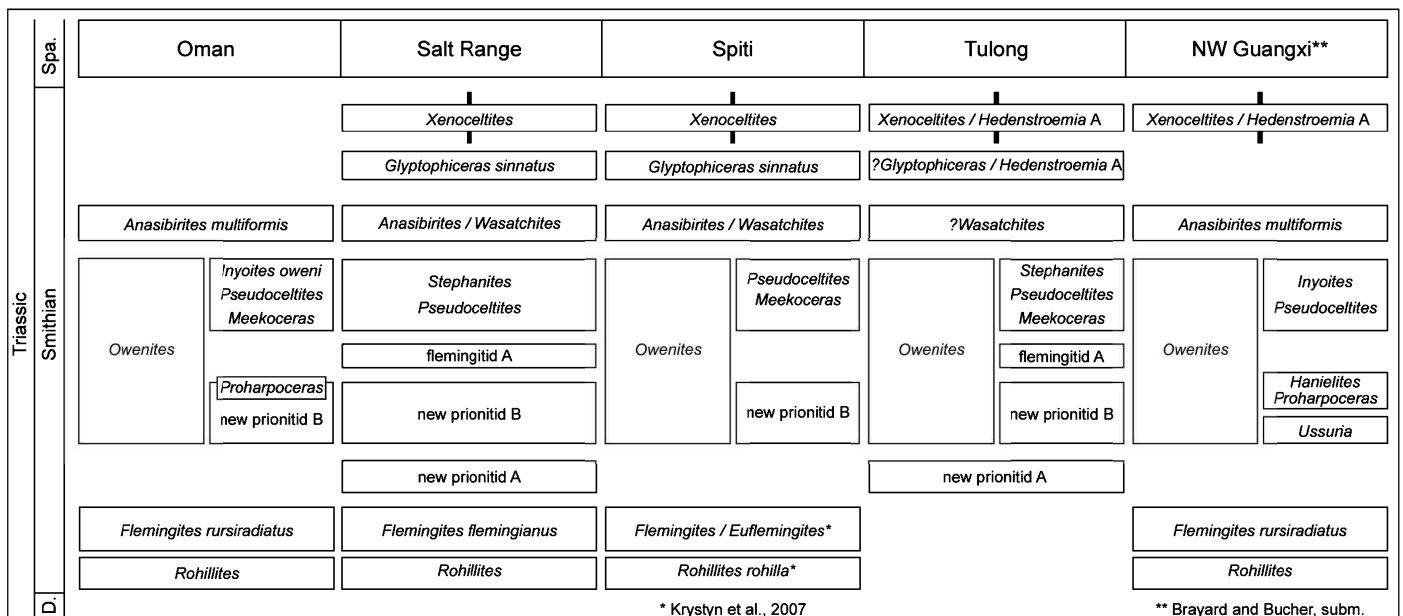 Triassic
Spa.
Smithian
D.
Oman
Salt Range
Spiti
Tulong
NW Guangxi**
Xenoceltites
Xenoceltites
Xenoceltites / Hedenstroemia A
Xenoceltites / Hedenstroemia A
Glyptophiceras sinnatus
Glyptophiceras sinnatus
?Glyptophiceras / Hedenstroemia A
Anasibirites multiformis
Anasibirites / Wasatchites
Anasibirites / Wasatchites
?Wasatchites
Anasibirites multiformis
Owenites
Inyoites oweni
Pseudoceltites
Meekoceras
Proharpoceras
new prionitid B
Stephanites
Pseudoceltites
flemingitid A
new prionitid B
new prionitid A
Owenites
Pseudoceltites
Meekoceras
new prionitid B
Owenites
Stephanites
Pseudoceltites
Meekoceras
flemingitid A
new prionitid B
new prionitid A
Owenites
Inyoites
Pseudoceltites
Hanielites
Proharpoceras
Ussuria
Flemingites rursiradiatus
Flemingites flemingianus
Flemingites / Euflemingites*
Flemingites rursiradiatus
Rohillites
Rohillites
Rohillites rohilla*
Rohillites
* Krystyn et al., 2007
** Brayard and Bucher, subm.